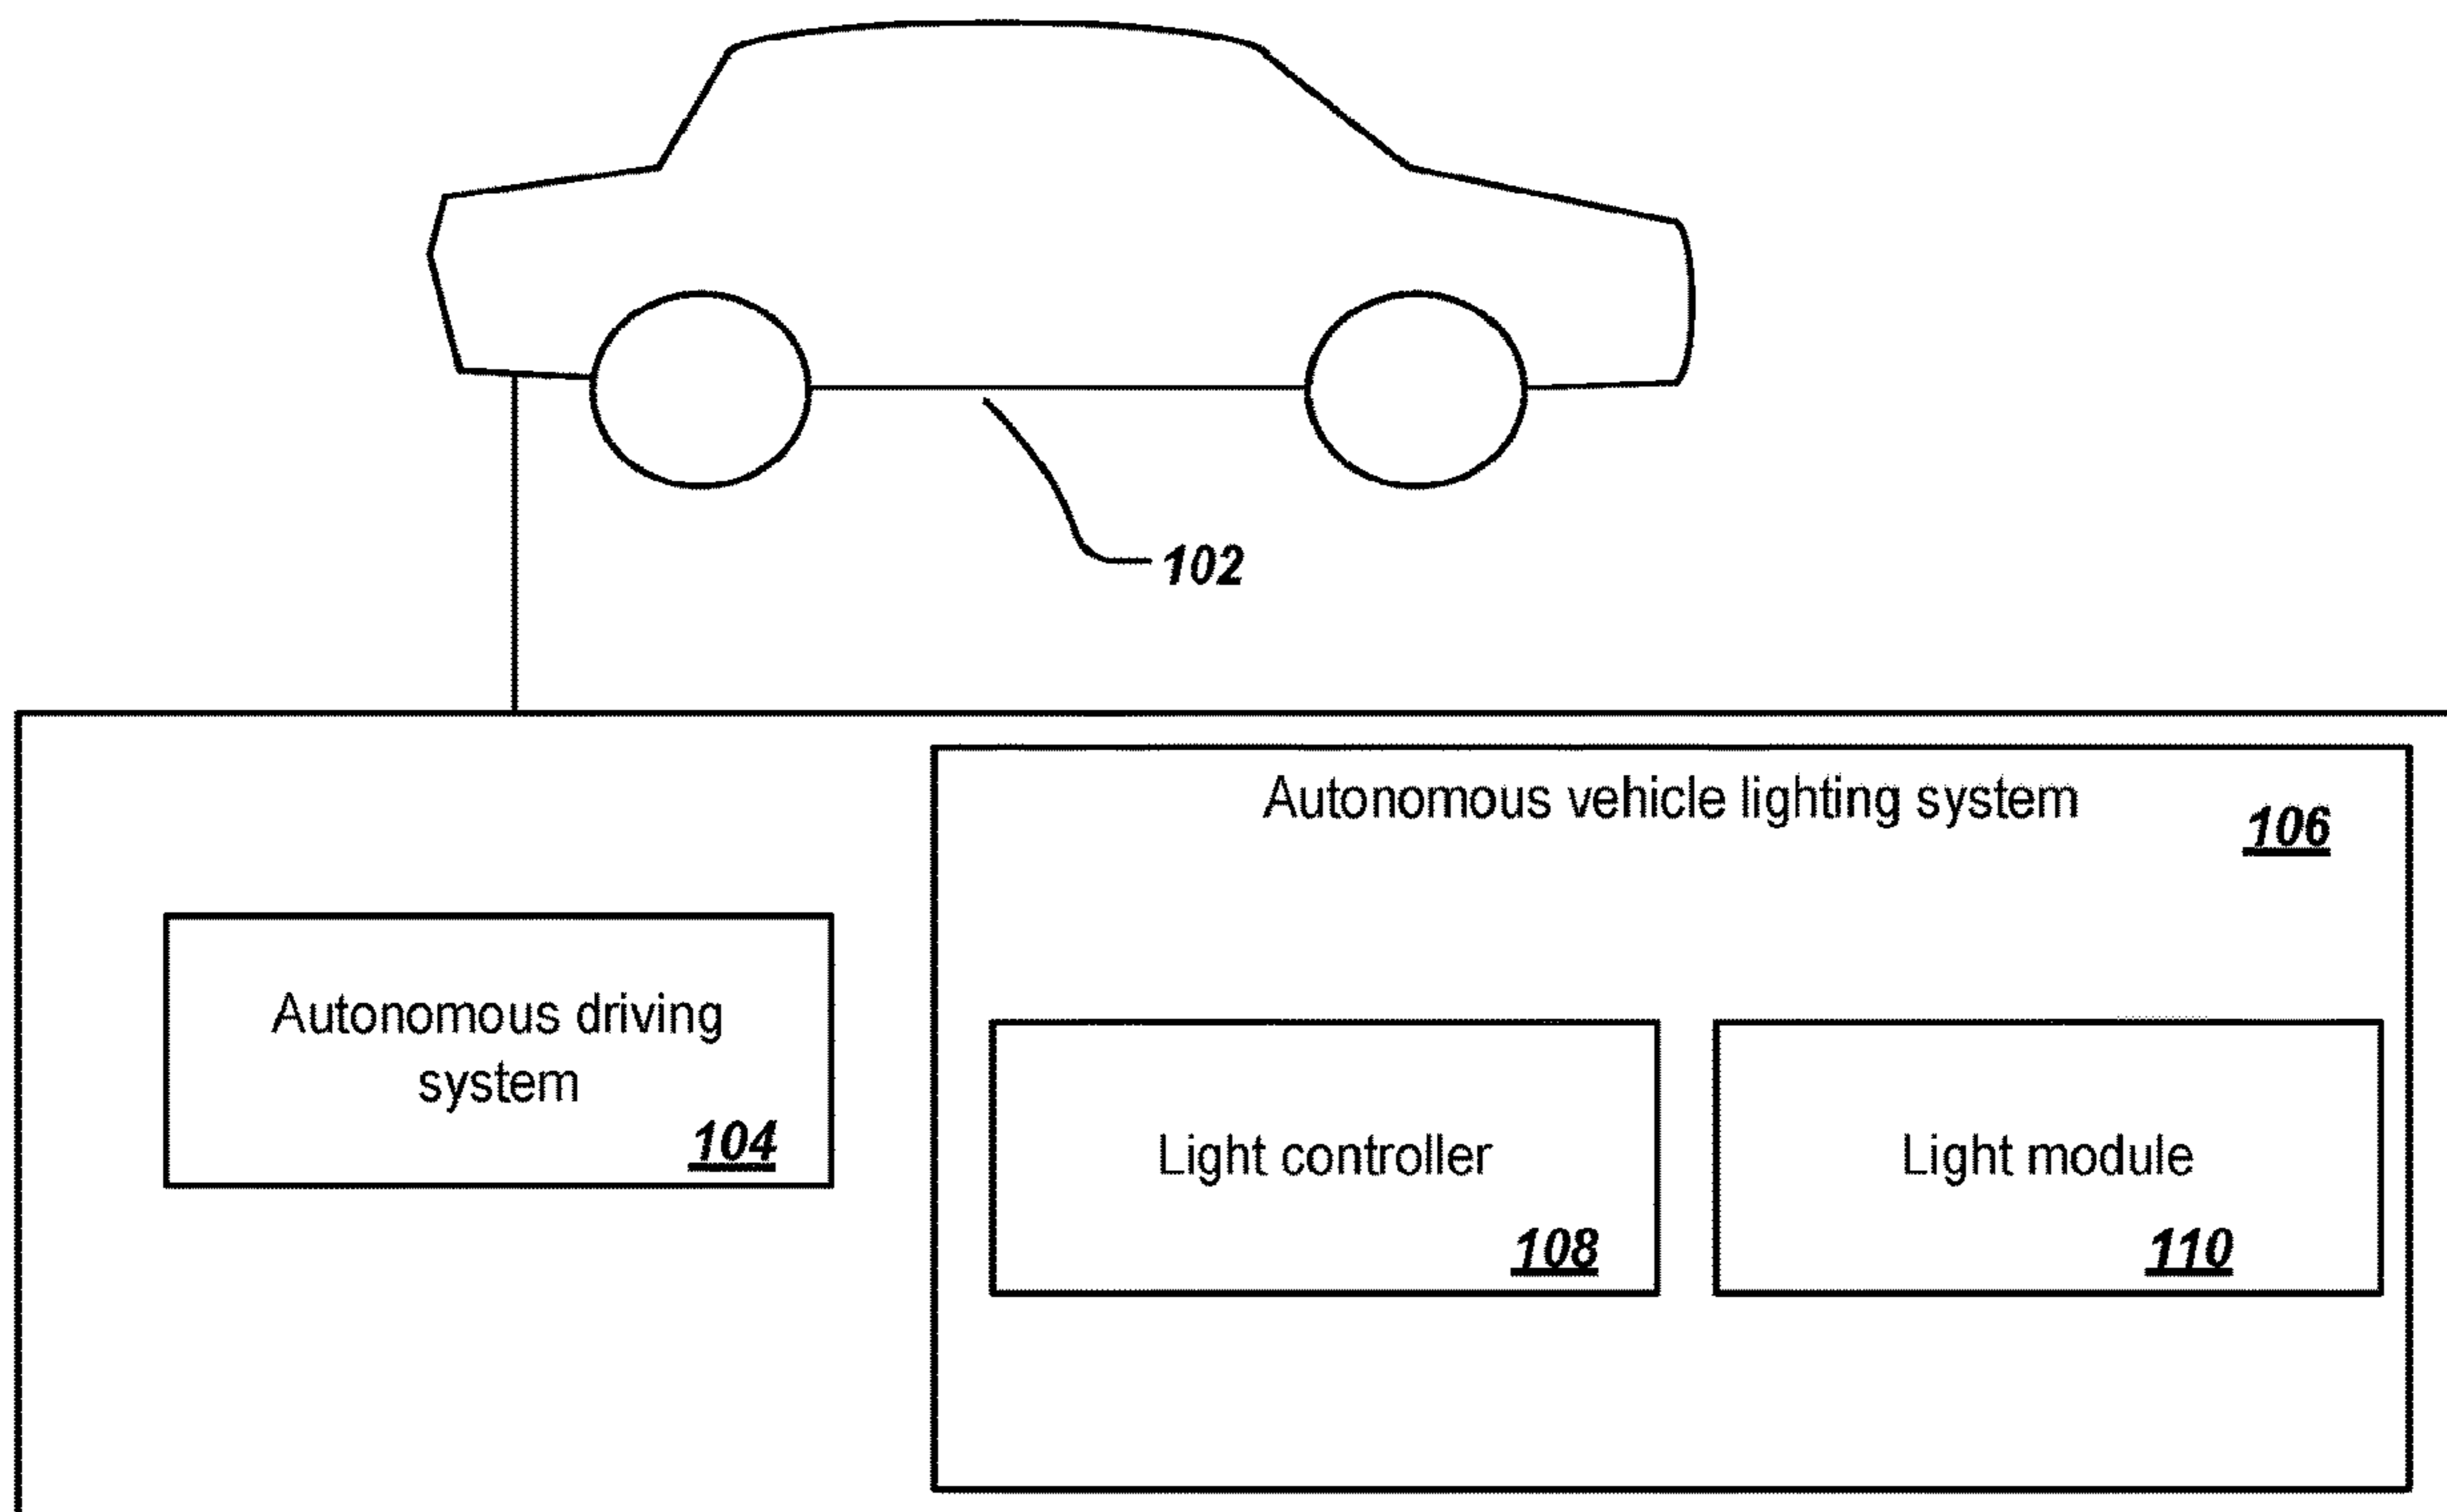 102
Autonomous vehicle lighting system
106
Autonomous driving
system
104
Light controller
108
Light module
110